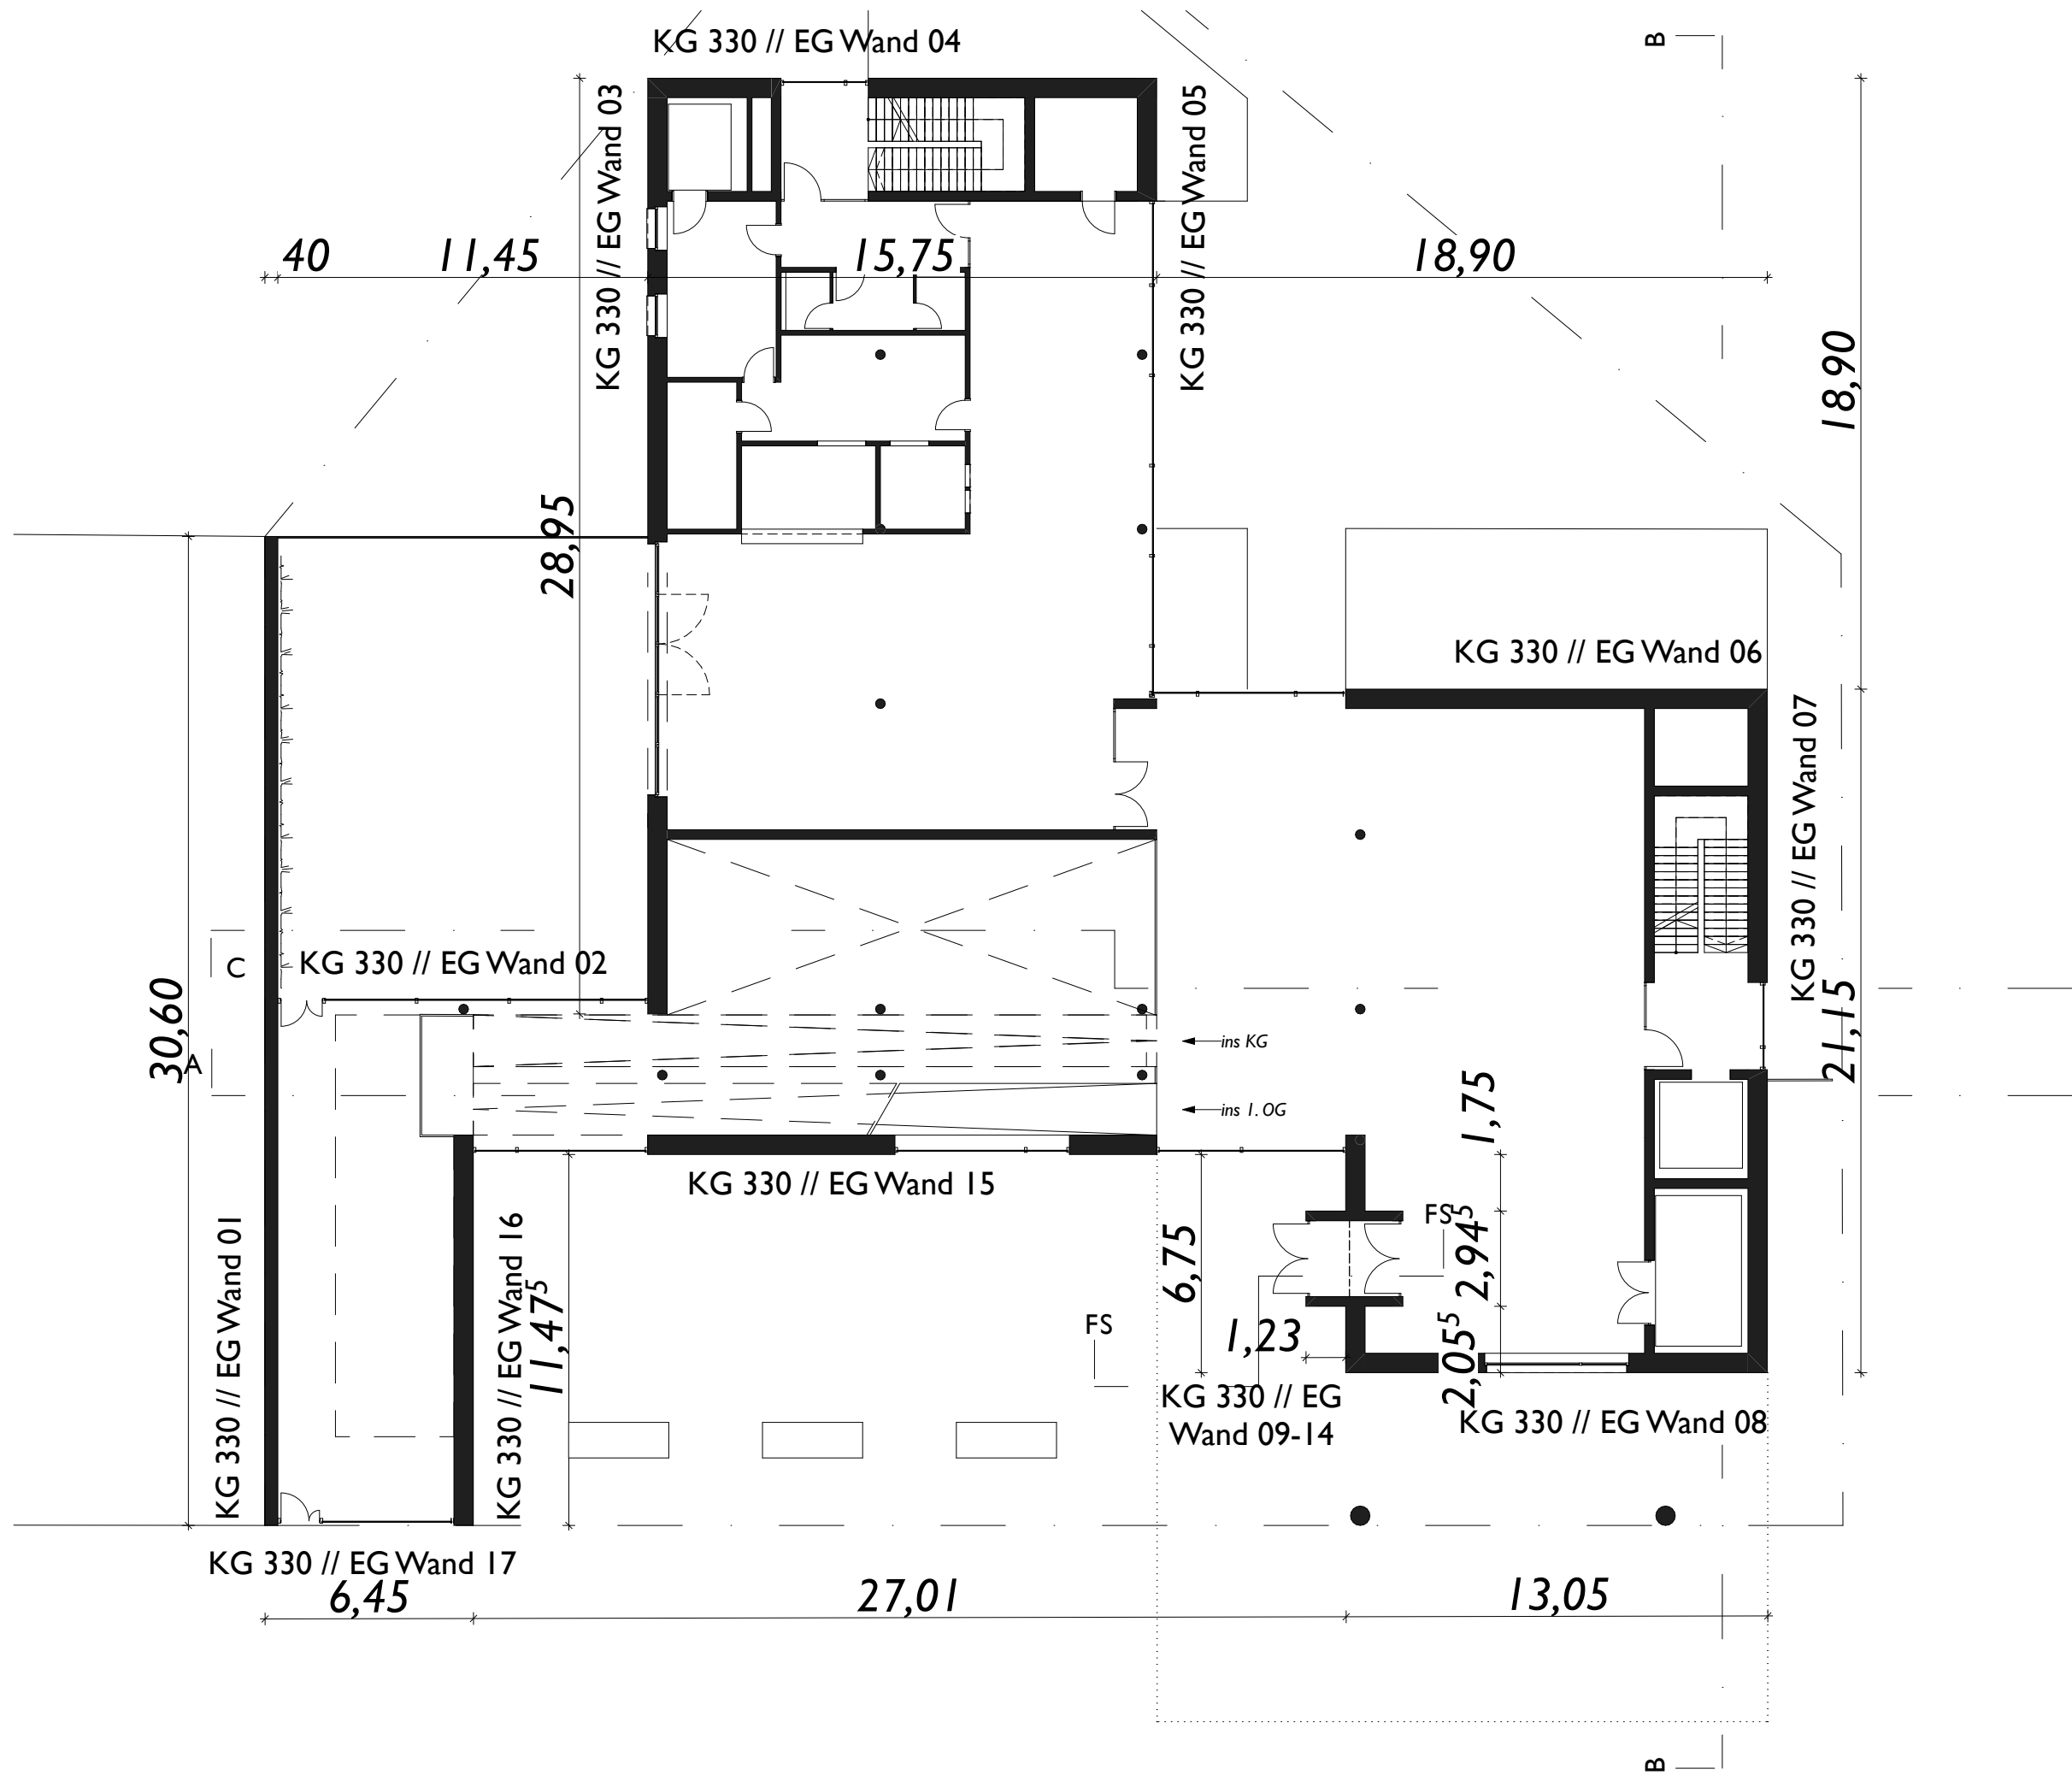 KG 330 // EG Wand 04
B
KG 330 // EG Wand 03
KG 330 // EG Wand 05
40
11,45
15,75
18,90
18,90
28,95
KG 330 // EG Wand 06
KG 330 // EG Wand 07
C
KG 330 // EG Wand 02
30,60
A
21,15
ins KG
ins 1. OG
1,75
KG 330 // EG Wand 15
KG 330 // EG Wand 01
KG 330 // EG Wand 16
11,47⁵
6,75
FS
2,94⁵
FS
1,23
2,05⁵
KG 330 // EG
Wand 09-14
KG 330 // EG Wand 08
KG 330 // EG Wand 17
6,45
27,01
13,05
B